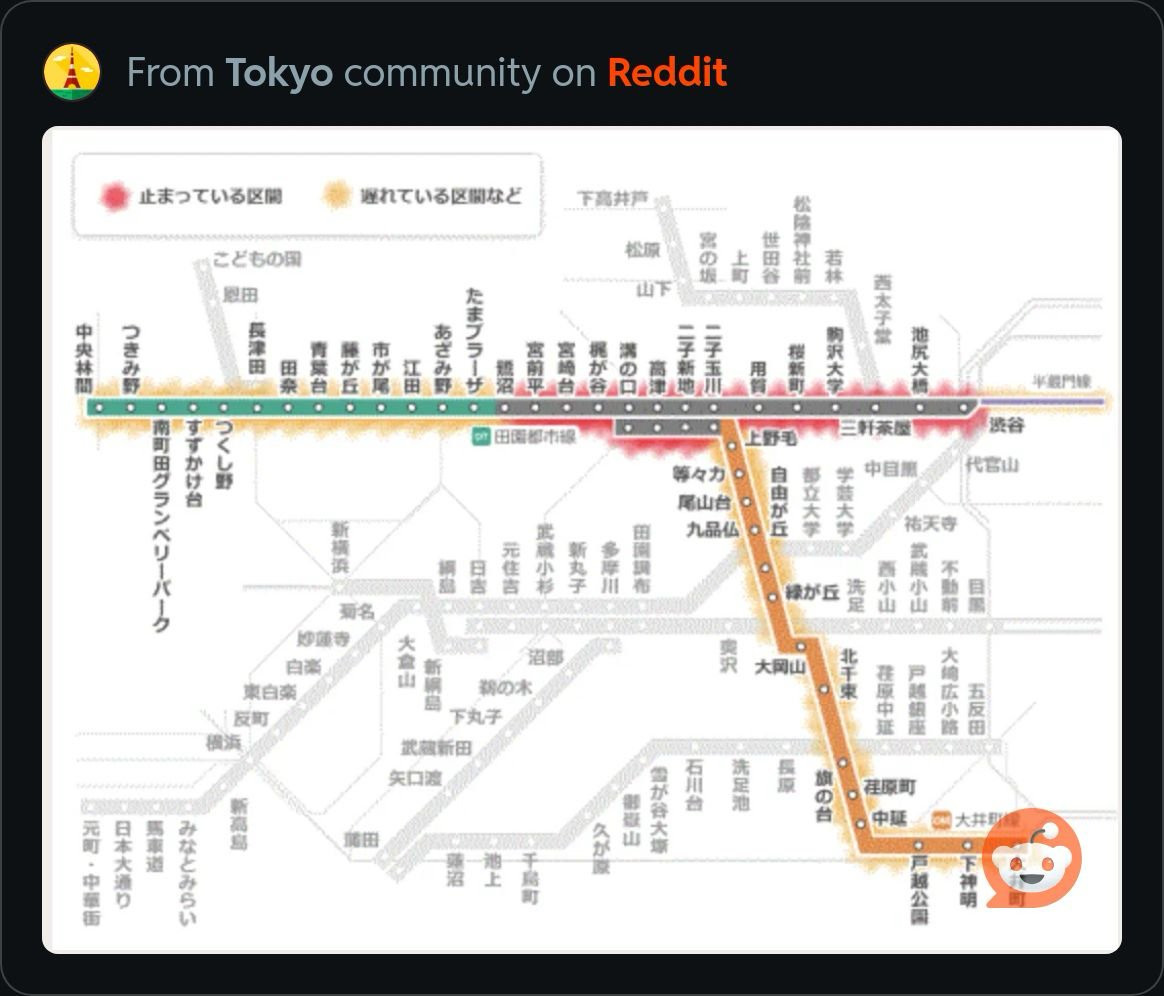 From Tokyo community on Reddit
止まっている区間
遅れている区間など
下高井戸
松原
山下
宮の坂
上町
世田谷
松陰神社前
若林
西太子堂
こどもの国
恩田
中央林間
つきみ野
長津田
田奈
青葉台
藤が丘
市が尾
江田
あざみ野
たまプラーザ
鷺沼
宮前平
宮崎台
梶が谷
溝の口
高津
二子新地
二子玉川
用賀
桜新町
駒沢大学
池尻大橋
半蔵門線
南町田グランベリーパーク
すずかけ台
つくし野
DT 田園都市線
三軒茶屋
渋谷
上野毛
等々力
尾山台
九品仏
自由が丘
都立大学
学芸大学
中目黒
代官山
祐天寺
新横浜
綱島
日吉
元住吉
武蔵小杉
新丸子
多摩川
田園調布
緑が丘
洗足
西小山
武蔵小山
不動前
目黒
菊名
妙蓮寺
白楽
東白楽
反町
横浜
大倉山
新綱島
沼部
鵜の木
下丸子
武蔵新田
矢口渡
蒲田
奥沢
大岡山
北千束
荏原中延
戸越銀座
大崎広小路
五反田
旗の台
荏原町
中延
OM 大井町線
石川台
洗足池
長原
雪が谷大塚
御嶽山
久が原
千鳥町
池上
蓮沼
新高島
みなとみらい
馬車道
日本大通り
元町・中華街
戸越公園
下神明